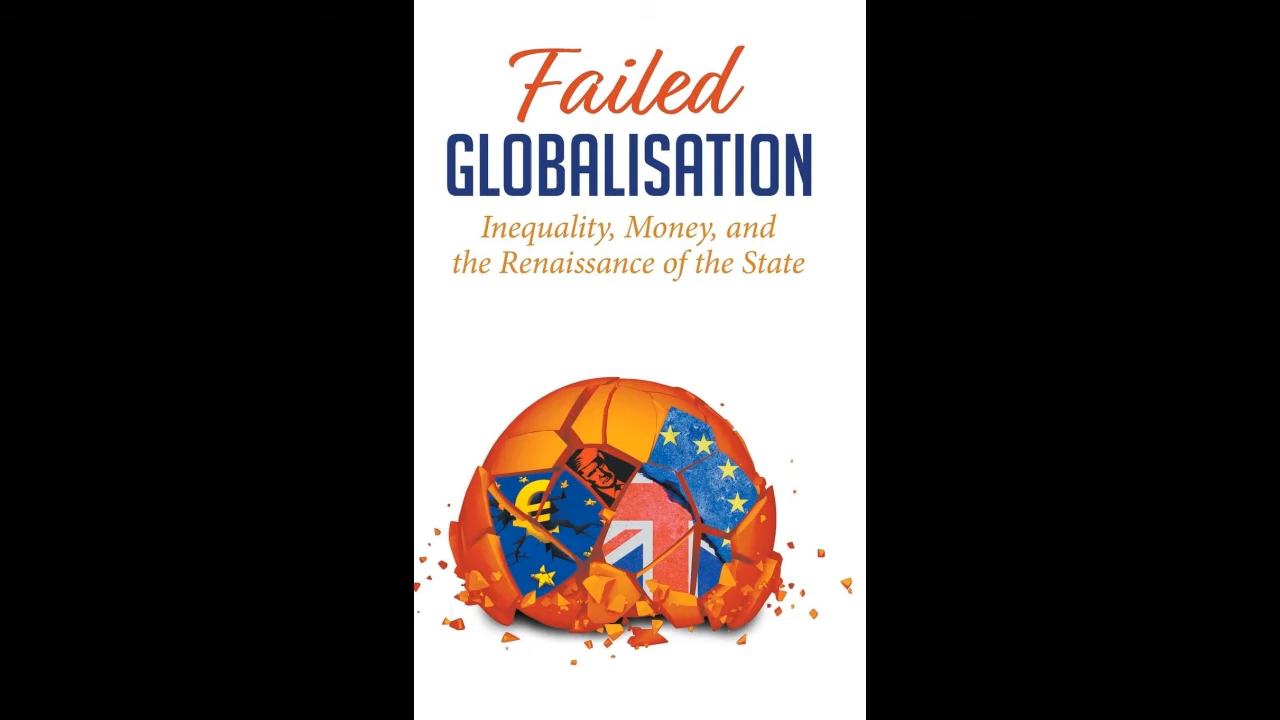 Failed
GLOBALISATION
Inequality, Money, and
the Renaissance of the State
€